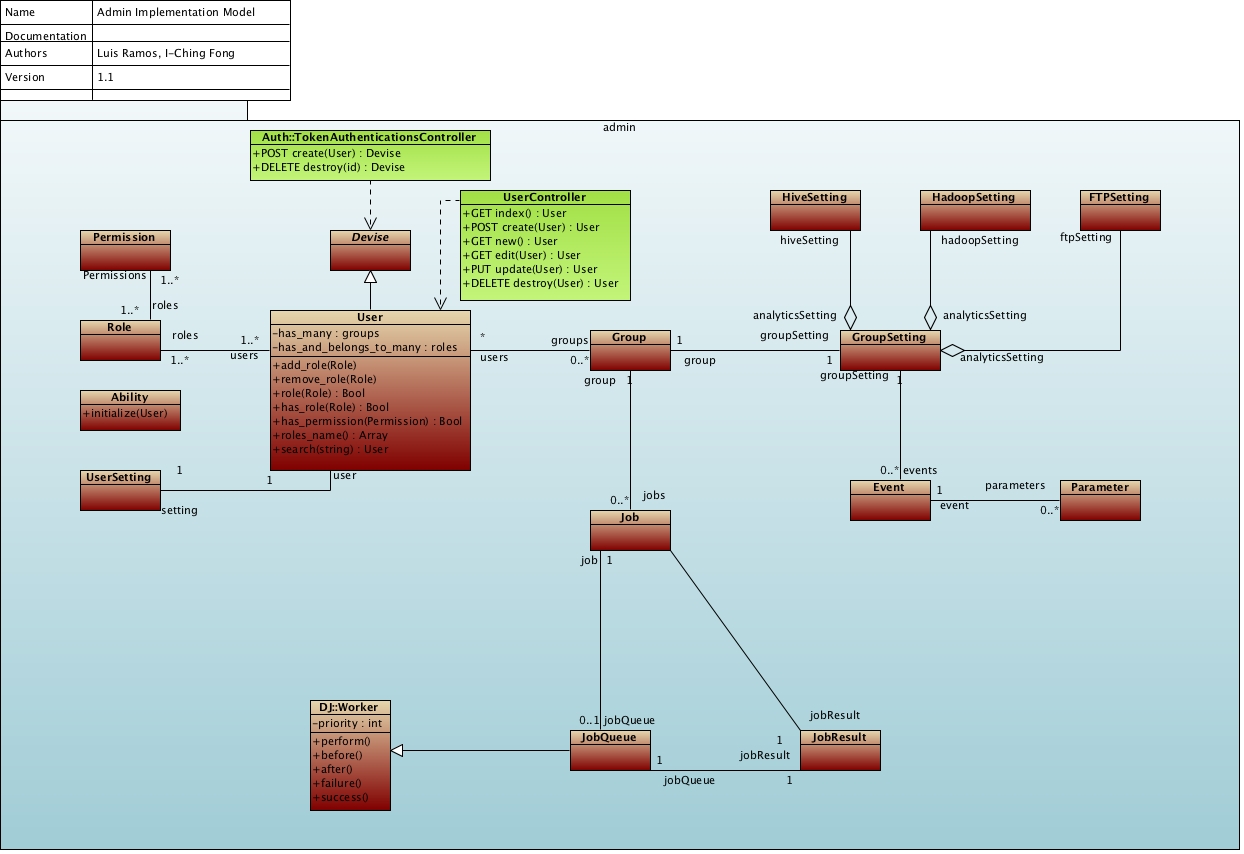 Name Admin Implementation Model
Documentation
Authors Luis Ramos, I-Ching Fong
Version 1.1
admin
Auth::TokenAuthenticationsController
+POST create(User) : Devise
+DELETE destroy(id) : Devise
UserController
+GET index() : User
+POST create(User) : User
+GET new() : User
+GET edit(User) : User
+PUT update(User) : User
+DELETE destroy(User) : User
HiveSetting
hiveSetting
HadoopSetting
hadoopSetting
FTPSetting
ftpSetting
Permission
Permissions
1..*
1..*
roles
Devise
Role
roles
1..*
1..*
users
User
-has_many : groups
-has_and_belongs_to_many : roles
+add_role(Role)
+remove_role(Role)
+role(Role) : Bool
+has_role(Role) : Bool
+has_permission(Permission) : Bool
+roles_name() : Array
+search(string) : User
*
users
groups
0..*
Group
group 1
1
group
analyticsSetting
analyticsSetting
groupSetting
1
GroupSetting
analyticsSetting
groupSetting 1
Ability
+initialize(User)
UserSetting
1
setting
1
user
0..* events
Event
1
event
parameters
0..*
Parameter
0..* jobs
Job
job 1
0..1 jobQueue
jobResult
1
DJ::Worker
-priority : int
+perform()
+before()
+after()
+failure()
+success()
JobQueue
1
jobQueue
jobResult
1
JobResult